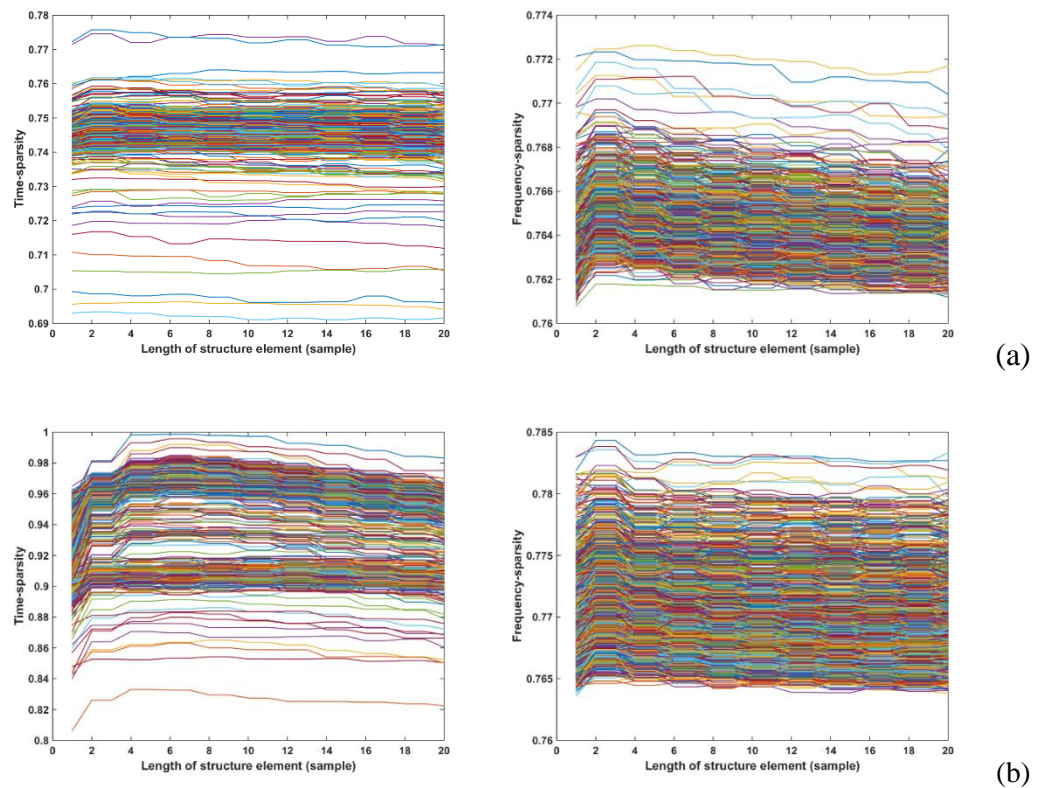 0.78
0.77
0.76
0.75
0.74
0.73
0.72
0.71
0.7
0.69
Time-sparsity
0 2 4 6 8 10 12 14 16 18 20
Length of structure element (sample)
0.774
0.772
0.77
0.768
0.766
0.764
0.762
0.76
Frequency-sparsity
0 2 4 6 8 10 12 14 16 18 20
Length of structure element (sample)
(a)
1
0.98
0.96
0.94
0.92
0.9
0.88
0.86
0.84
0.82
0.8
Time-sparsity
0 2 4 6 8 10 12 14 16 18 20
Length of structure element (sample)
0.785
0.78
0.775
0.77
0.765
0.76
Frequency-sparsity
0 2 4 6 8 10 12 14 16 18 20
Length of structure element (sample)
(b)